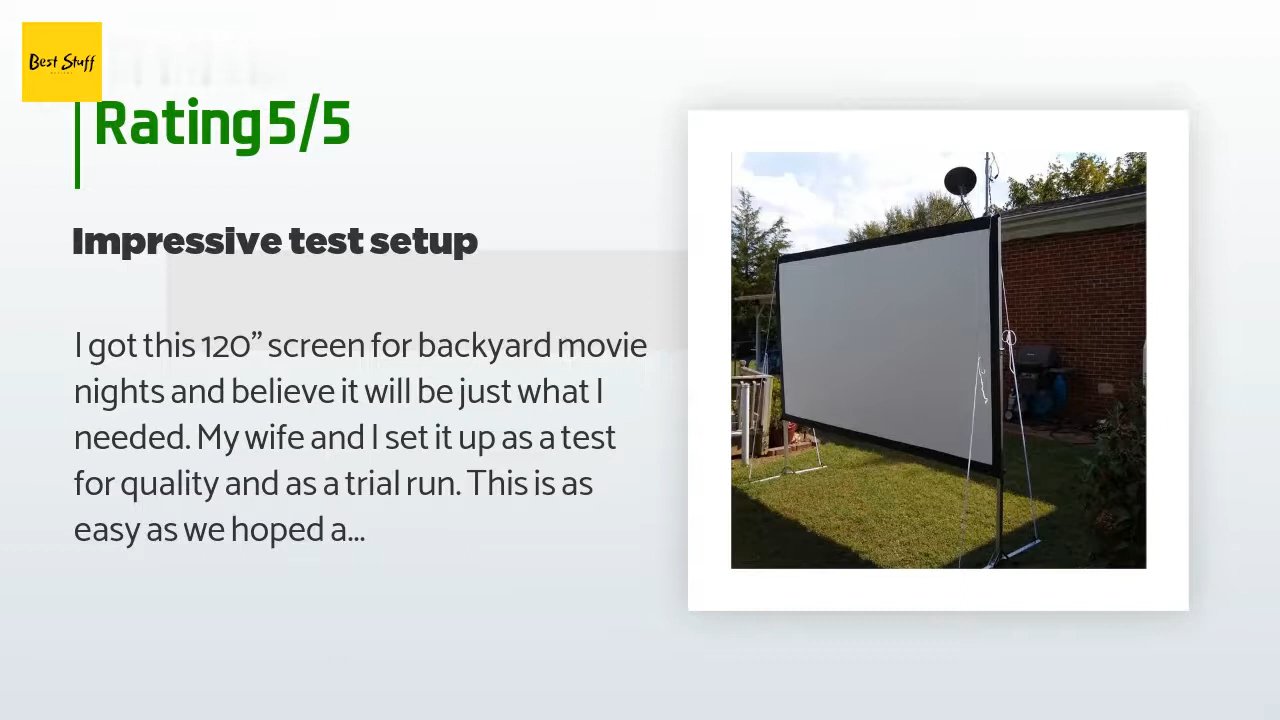 Best Stuff
Rating 5/5
Impressive test setup
I got this 120” screen for backyard movie
nights and believe it will be just what I
needed. My wife and I set it up as a test
for quality and as a trial run. This is as
easy as we hoped a...